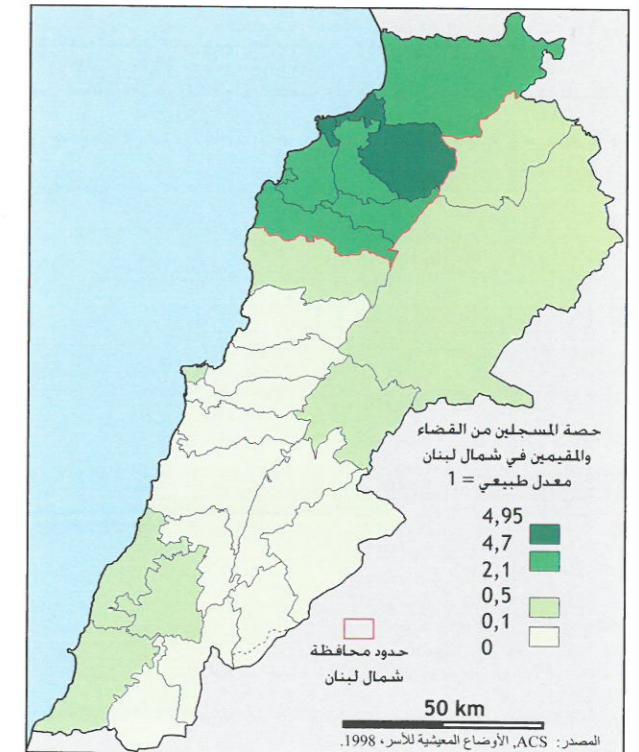 حصة المسجلين من القضاء
والمقيمين في شمال لبنان
معدل طبيعي = 1
4,95
4,7
2,1
0,5
0,1
0
حدود محافظة
شمال لبنان
50 km
المصدر: ACS, الأوضاع المعيشية للأسر، 1998.